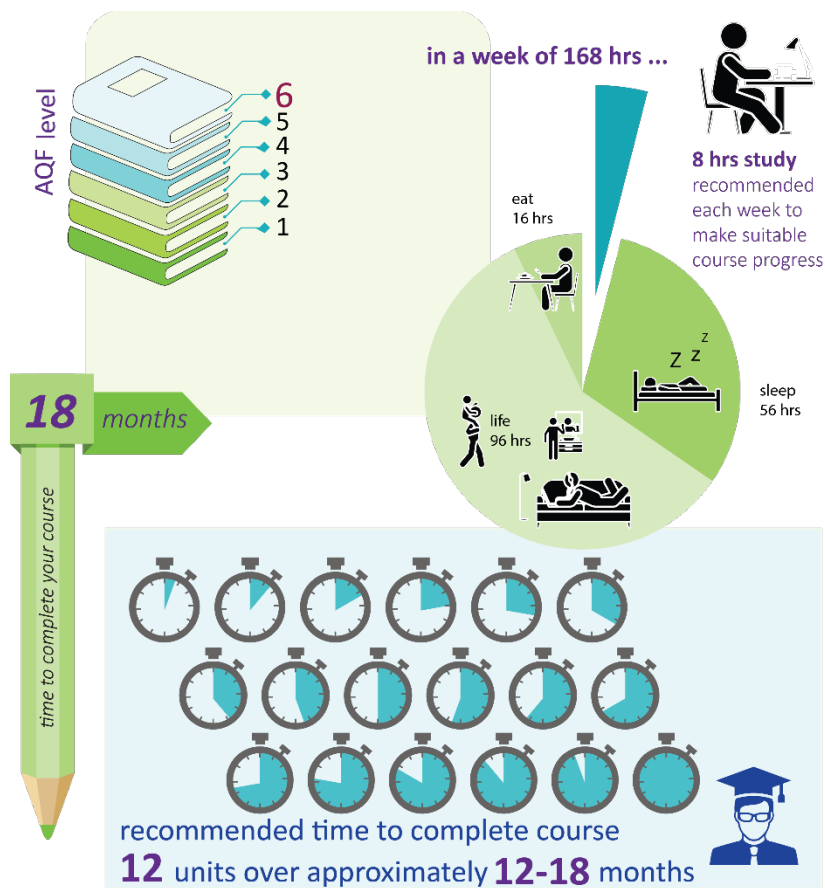 AQF level
6
5
4
3
2
1
in a week of 168 hrs ...
8 hrs study
recommended
each week to
make suitable
course progress
eat
16 hrs
Z z z
sleep
56 hrs
life
96 hrs
18 months
time to complete your course
recommended time to complete course
12 units over approximately 12-18 months